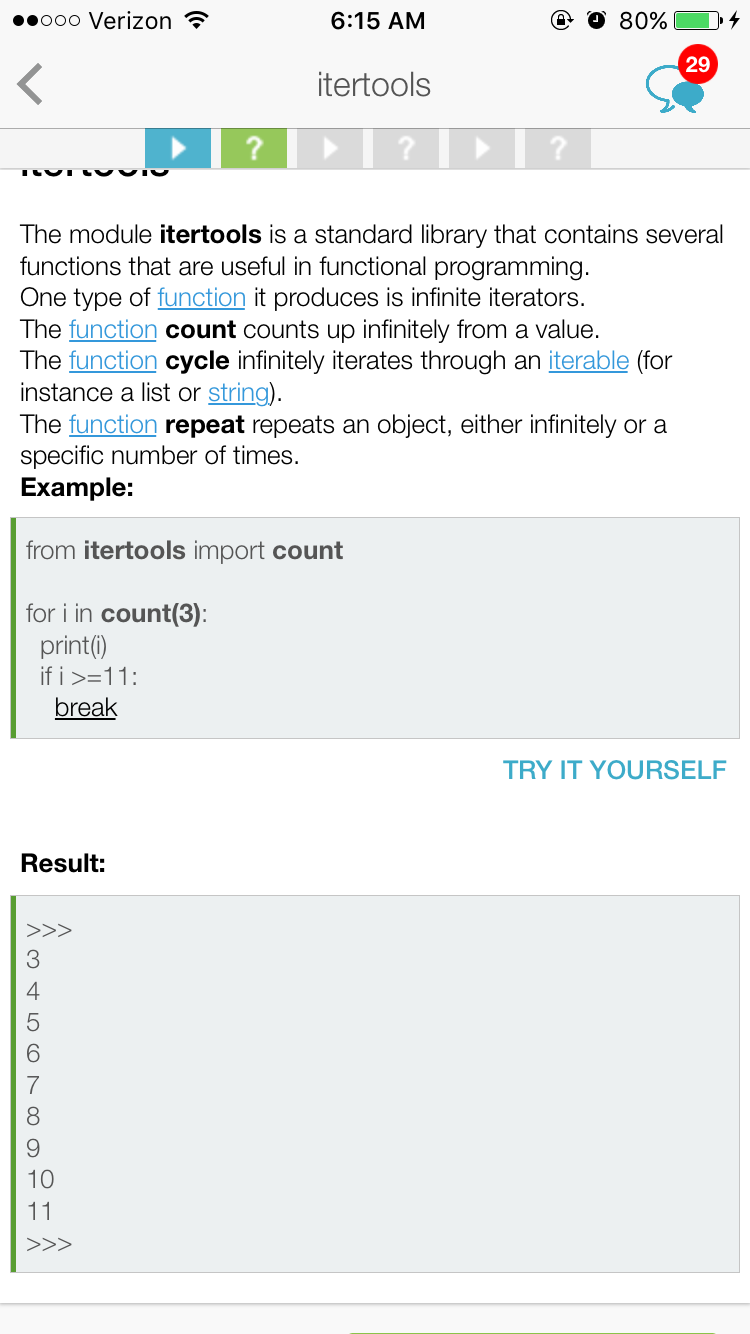 Verizon 6:15 AM 80%
itertools
29
? ? ?
itertools
The module itertools is a standard library that contains several
functions that are useful in functional programming.
One type of function it produces is infinite iterators.
The function count counts up infinitely from a value.
The function cycle infinitely iterates through an iterable (for
instance a list or string).
The function repeat repeats an object, either infinitely or a
specific number of times.
Example:
from itertools import count
for i in count(3):
print(i)
if i >=11:
break
TRY IT YOURSELF
Result:
>>>
3
4
5
6
7
8
9
10
11
>>>